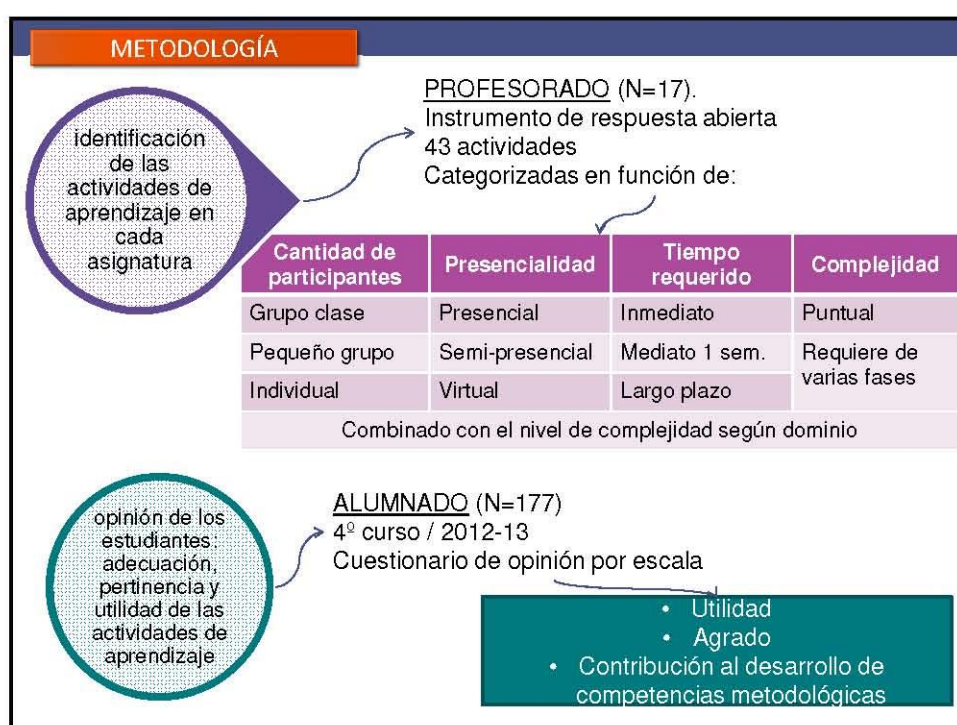 METODOLOGÍA
identificación
de las
actividades de
aprendizaje en
cada
asignatura
PROFESORADO (N=17).
Instrumento de respuesta abierta
43 actividades
Categorizadas en función de:
Cantidad de
participantes
Presencialidad
Tiempo
requerido
Complejidad
Grupo clase
Presencial
Inmediato
Puntual
Pequeño grupo
Semi-presencial
Mediato 1 sem.
Requiere de
varias fases
Individual
Virtual
Largo plazo
Combinado con el nivel de complejidad según dominio
opinión de los
estudiantes:
adecuación,
pertinencia y
utilidad de las
actividades de
aprendizaje
ALUMNADO (N=177)
4º curso / 2012-13
Cuestionario de opinión por escala
• Utilidad
• Agrado
• Contribución al desarrollo de
competencias metodológicas